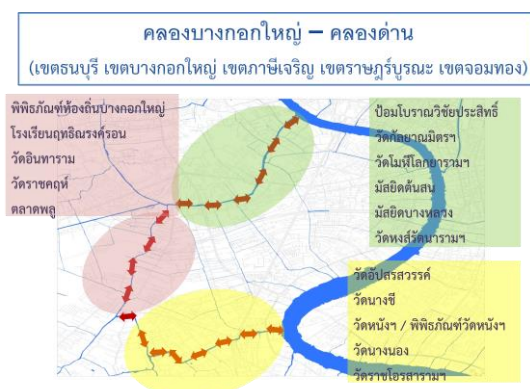 คลองบางกอกใหญ่ – คลองด่าน
(เขตธนบุรี เขตบางกอกใหญ่ เขตภาษีเจริญ เขตราษฎร์บูรณะ เขตจอมทอง)
พิพิธภัณฑ์ท้องถิ่นบางกอกใหญ่
โรงเรียนฤทธิณรงค์รอน
วัดอินทาราม
วัดราชคฤห์
ตลาดพลู
ป้อมโบราณวิชัยประสิทธิ์
วัดกัลยาณมิตรฯ
วัดโมฬีโลกยารามฯ
มัสยิดต้นสน
มัสยิดบางหลวง
วัดหงส์รัตนารามฯ
วัดอัปสรสวรรค์
วัดนางชี
วัดหนังฯ / พิพิธภัณฑ์วัดหนังฯ
วัดนางนอง
วัดราชโอรสารามฯ